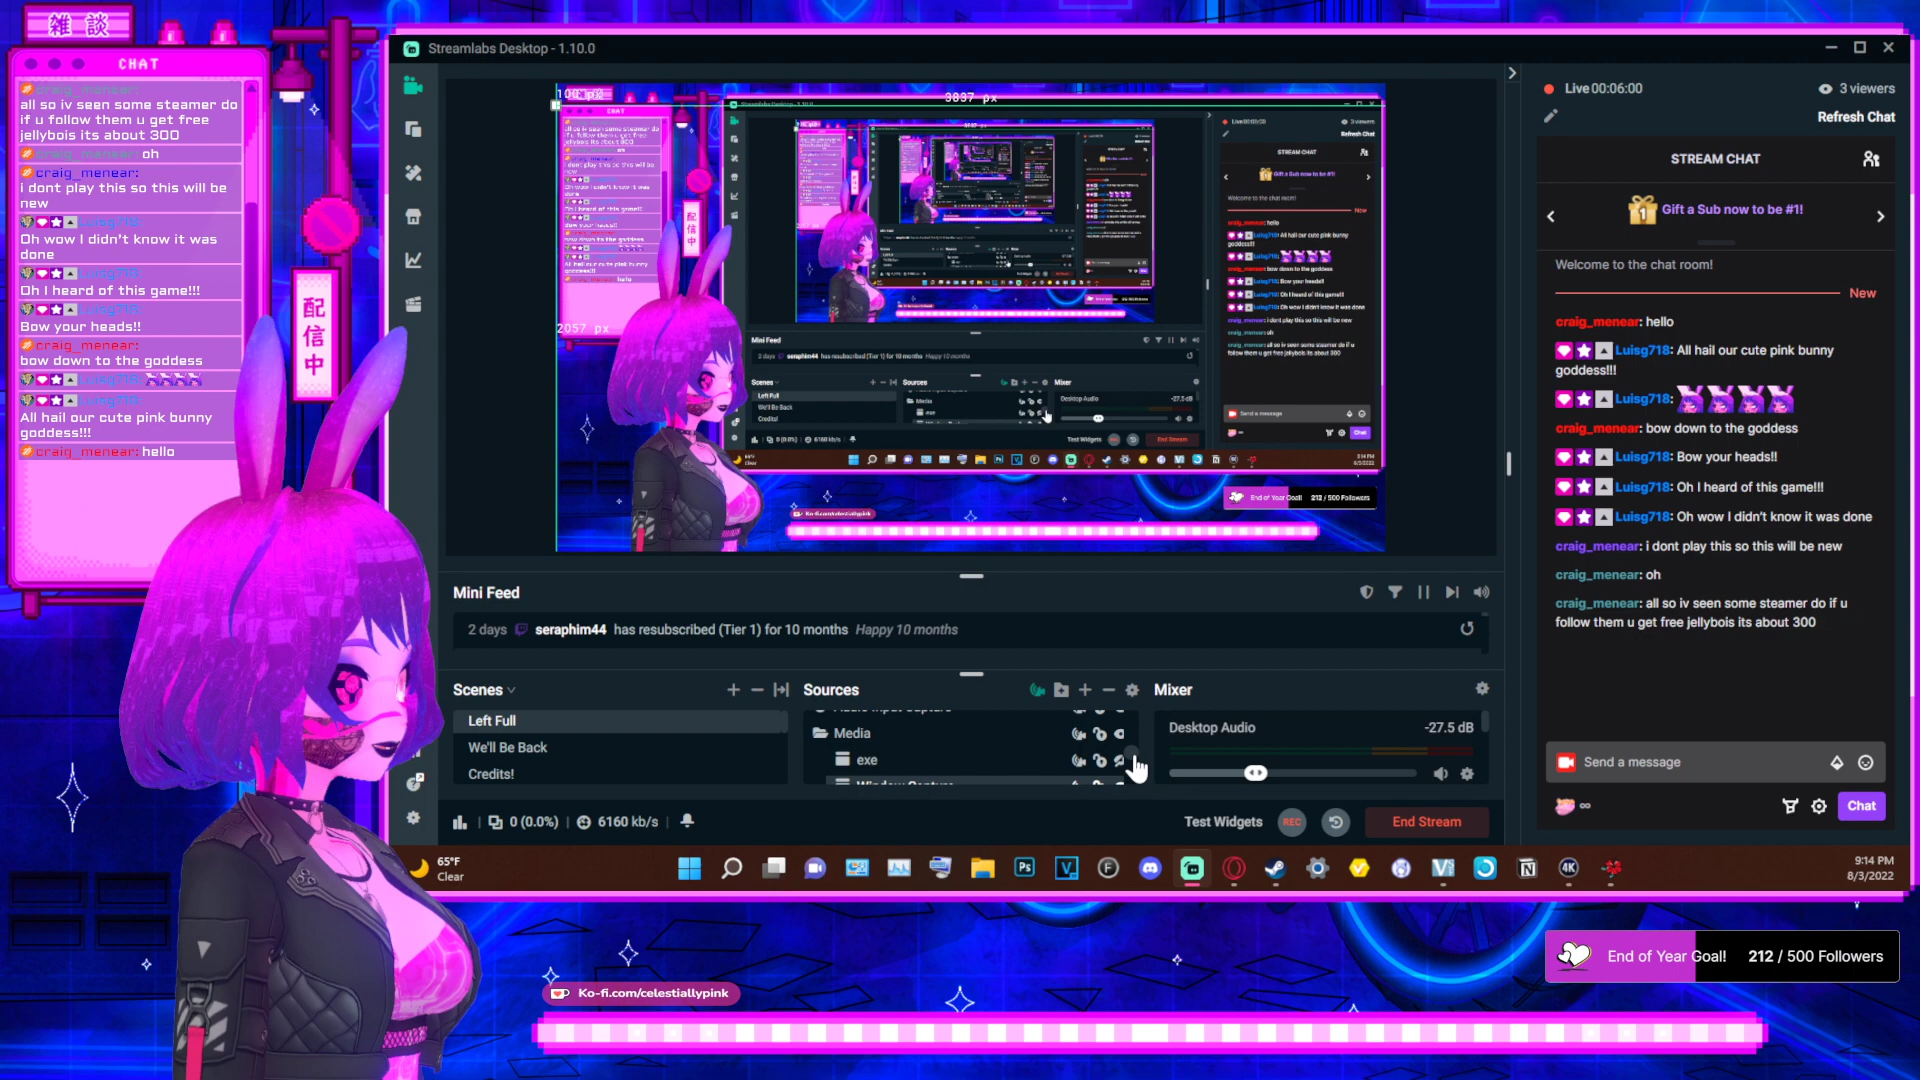 雑談
CHAT
craig_menear:
all so iv seen some steamer do
if u follow them u get free
jellybois its about 300
craig_menear: oh
craig_menear:
i dont play this so this will be
new
Luisg718:
Oh wow I didn't know it was
done
Luisg718:
Oh I heard of this game!!!
Luisg718:
Bow your heads!!
craig_menear:
bow down to the goddess
Luisg718:
Luisg718:
All hail our cute pink bunny
goddess!!!
craig_menear: hello
配信中
Streamlabs Desktop - 1.10.0
3837 px
2057 px
Live 00:06:00
3 viewers
Refresh Chat
STREAM CHAT
Gift a Sub now to be #1!
Welcome to the chat room!
New
craig_menear: hello
Luisg718: All hail our cute pink bunny
goddess!!!
Luisg718:
craig_menear: bow down to the goddess
Luisg718: Bow your heads!!
Luisg718: Oh I heard of this game!!!
Luisg718: Oh wow I didn't know it was done
craig_menear: i dont play this so this will be new
craig_menear: oh
craig_menear: all so iv seen some steamer do if u
follow them u get free jellybois its about 300
Send a message
Chat
Mini Feed
2 days seraphim44 has resubscribed (Tier 1) for 10 months Happy 10 months
Scenes
Left Full
We'll Be Back
Credits!
Sources
Media
exe
Mixer
Desktop Audio
-27.5 dB
0 (0.0%)
6160 kb/s
Test Widgets
REC
End Stream
65°F
Clear
9:14 PM
8/3/2022
End of Year Goal!
212 / 500 Followers
Ko-fi.com/celestiallypink